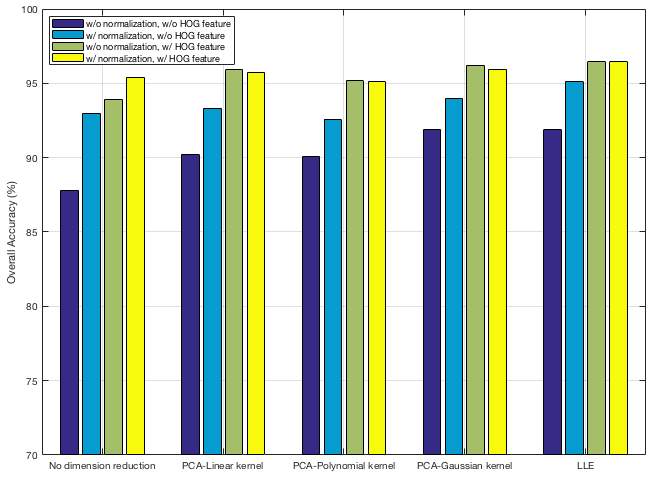 100
95
90
85
80
75
70
Overall Accuracy (%)
w/o normalization, w/o HOG feature
w/ normalization, w/o HOG feature
w/o normalization, w/ HOG feature
w/ normalization, w/ HOG feature
No dimension reduction
PCA-Linear kernel
PCA-Polynomial kernel
PCA-Gaussian kernel
LLE